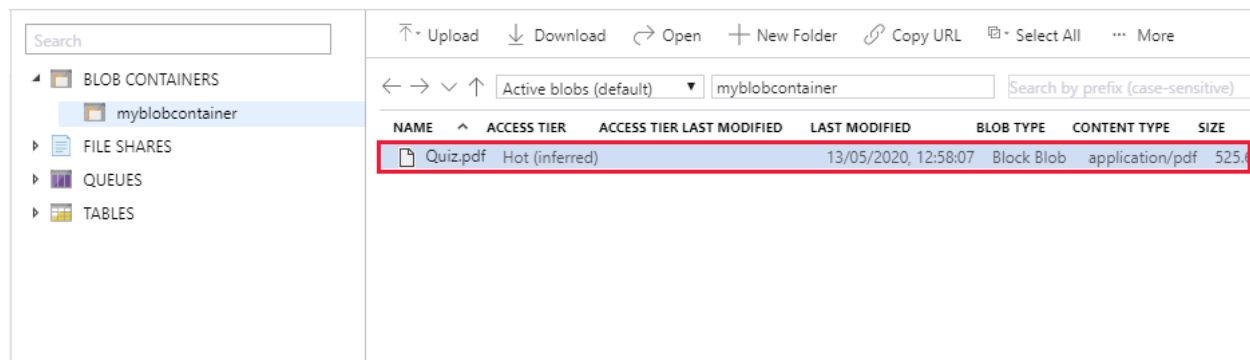 Search
BLOB CONTAINERS
myblobcontainer
FILE SHARES
QUEUES
TABLES
Upload Download Open New Folder Copy URL Select All ... More
Active blobs (default) myblobcontainer Search by prefix (case-sensitive)
NAME ACCESS TIER ACCESS TIER LAST MODIFIED LAST MODIFIED BLOB TYPE CONTENT TYPE SIZE
Quiz.pdf Hot (inferred) 13/05/2020, 12:58:07 Block Blob application/pdf 525.6